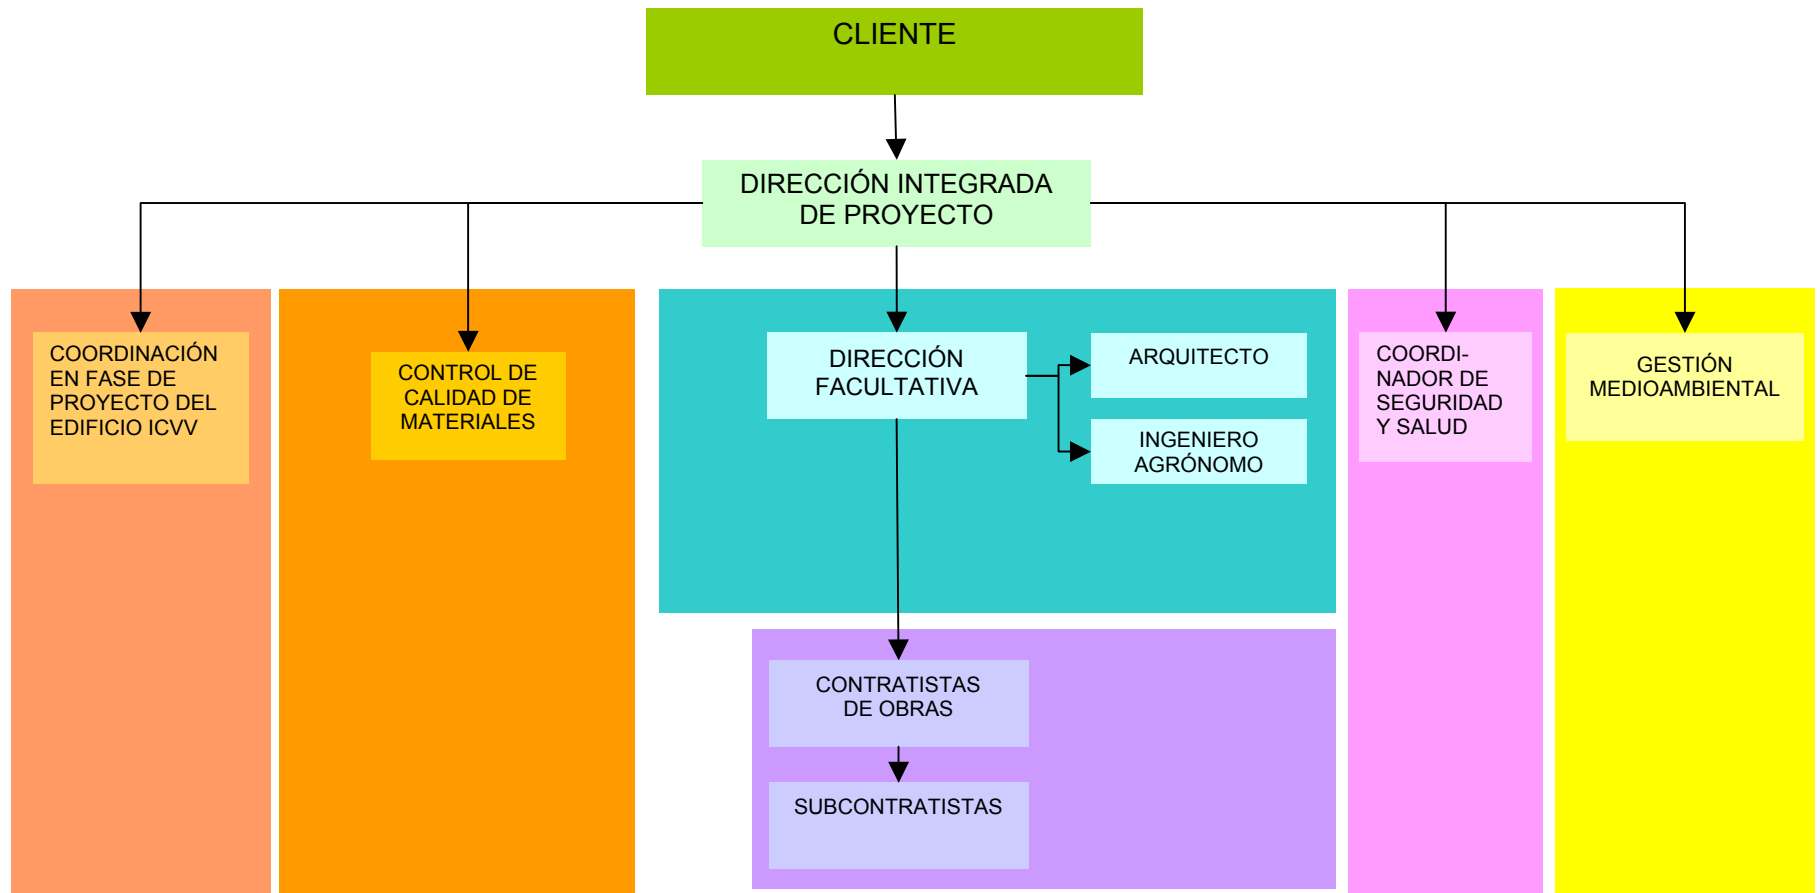 CLIENTE
DIRECCIÓN INTEGRADA
DE PROYECTO
COORDINACIÓN
EN FASE DE
PROYECTO DEL
EDIFICIO ICVV
CONTROL DE
CALIDAD DE
MATERIALES
DIRECCIÓN
FACULTATIVA
ARQUITECTO
INGENIERO
AGRÓNOMO
COORDI-
NADOR DE
SEGURIDAD
Y SALUD
GESTIÓN
MEDIOAMBIENTAL
CONTRATISTAS
DE OBRAS
SUBCONTRATISTAS